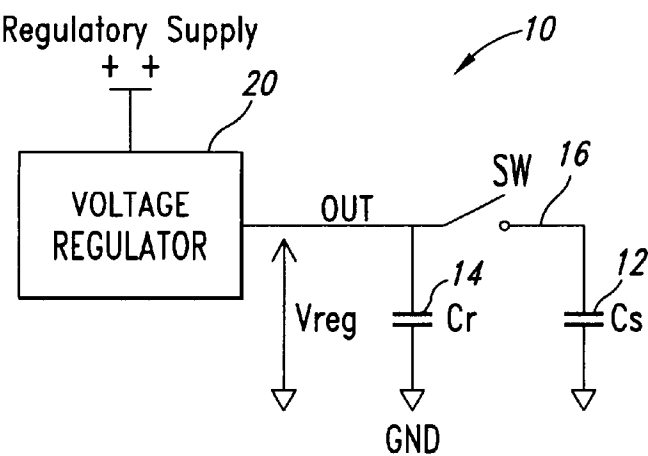 Regulatory Supply
+ +
10
20
VOLTAGE
REGULATOR
OUT
SW
16
Vreg
14
Cr
12
Cs
GND